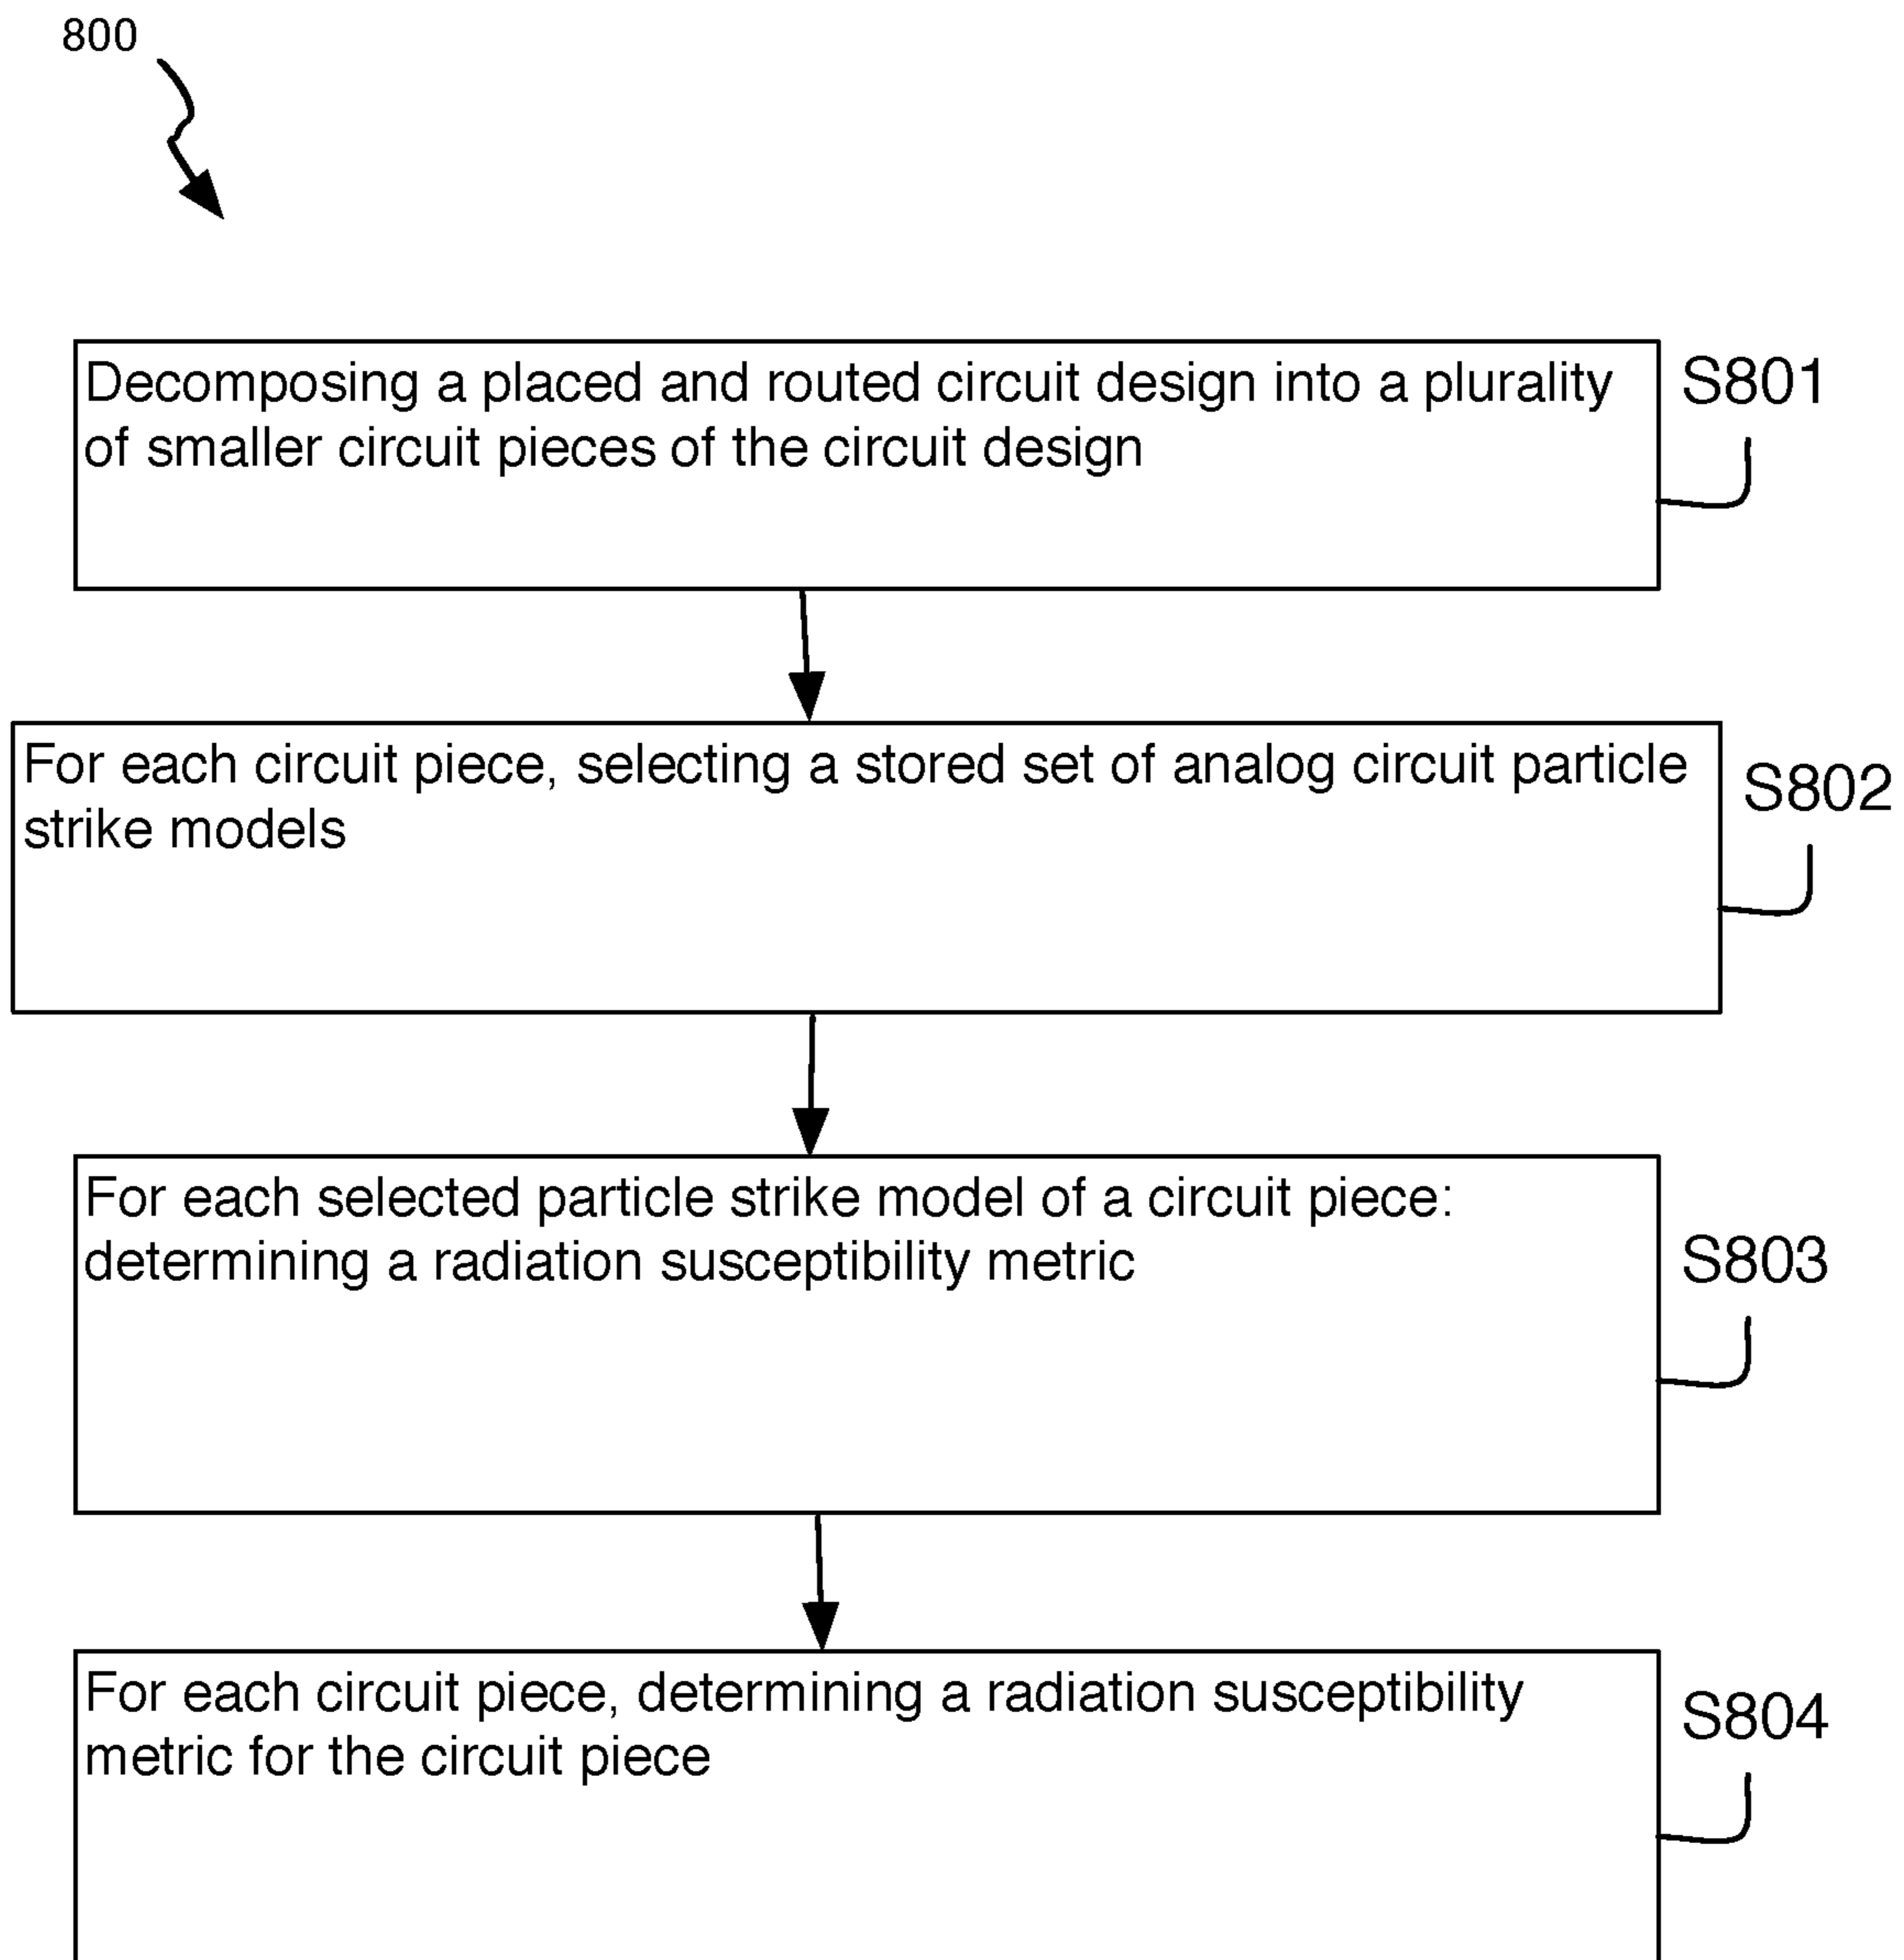 800
Decomposing a placed and routed circuit design into a plurality
of smaller circuit pieces of the circuit design
S801
For each circuit piece, selecting a stored set of analog circuit particle
strike models
S802
For each selected particle strike model of a circuit piece:
determining a radiation susceptibility metric
S803
For each circuit piece, determining a radiation susceptibility
metric for the circuit piece
S804